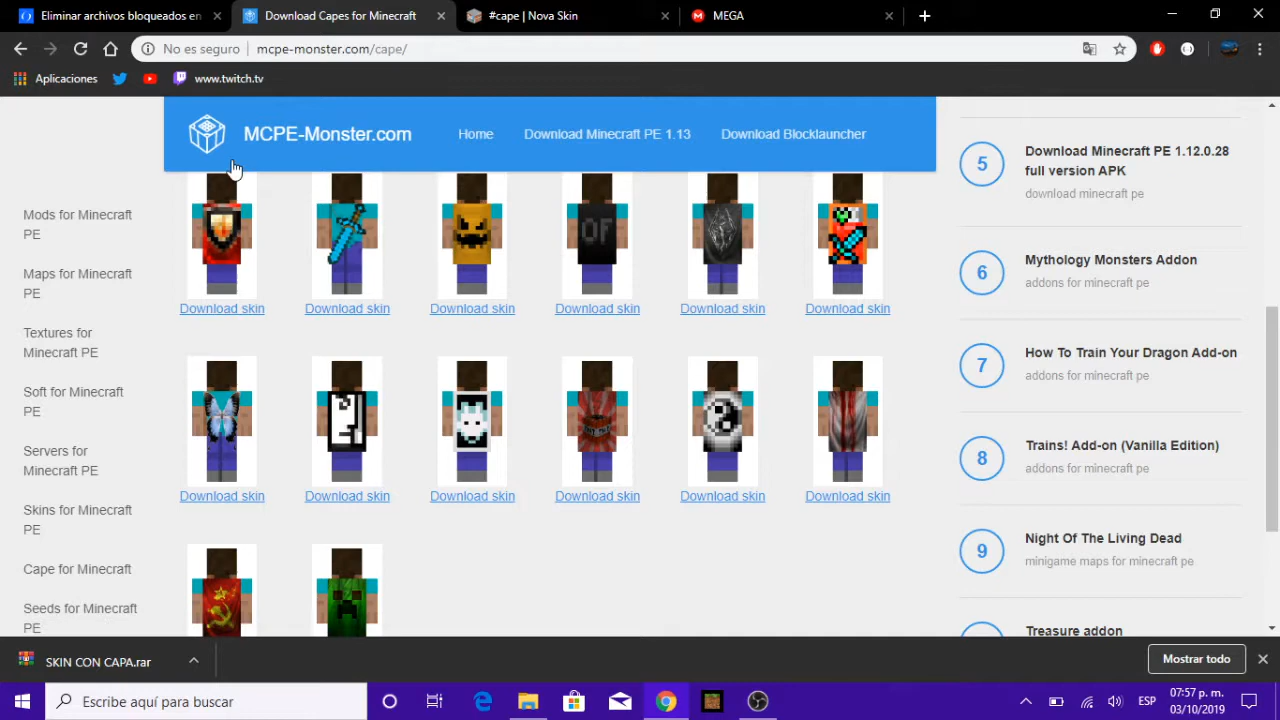 Eliminar archivos bloqueados en
Download Capes for Minecraft
#cape | Nova Skin
MEGA
No es seguro
mcpe-monster.com/cape/
Aplicaciones
www.twitch.tv
MCPE-Monster.com
Home
Download Minecraft PE 1.13
Download Blocklauncher
Mods for Minecraft
PE
Maps for Minecraft
PE
Textures for
Minecraft PE
Soft for Minecraft
PE
Servers for
Minecraft PE
Skins for Minecraft
PE
Cape for Minecraft
Seeds for Minecraft
PE
OF
Download skin
Download skin
Download skin
Download skin
Download skin
Download skin
Download skin
Download skin
Download skin
Download skin
Download skin
Download skin
5
Download Minecraft PE 1.12.0.28
full version APK
download minecraft pe
6
Mythology Monsters Addon
addons for minecraft pe
7
How To Train Your Dragon Add-on
addons for minecraft pe
8
Trains! Add-on (Vanilla Edition)
addons for minecraft pe
9
Night Of The Living Dead
minigame maps for minecraft pe
Treasure addon
SKIN CON CAPA.rar
Mostrar todo
Escribe aquí para buscar
ESP
07:57 p. m.
03/10/2019